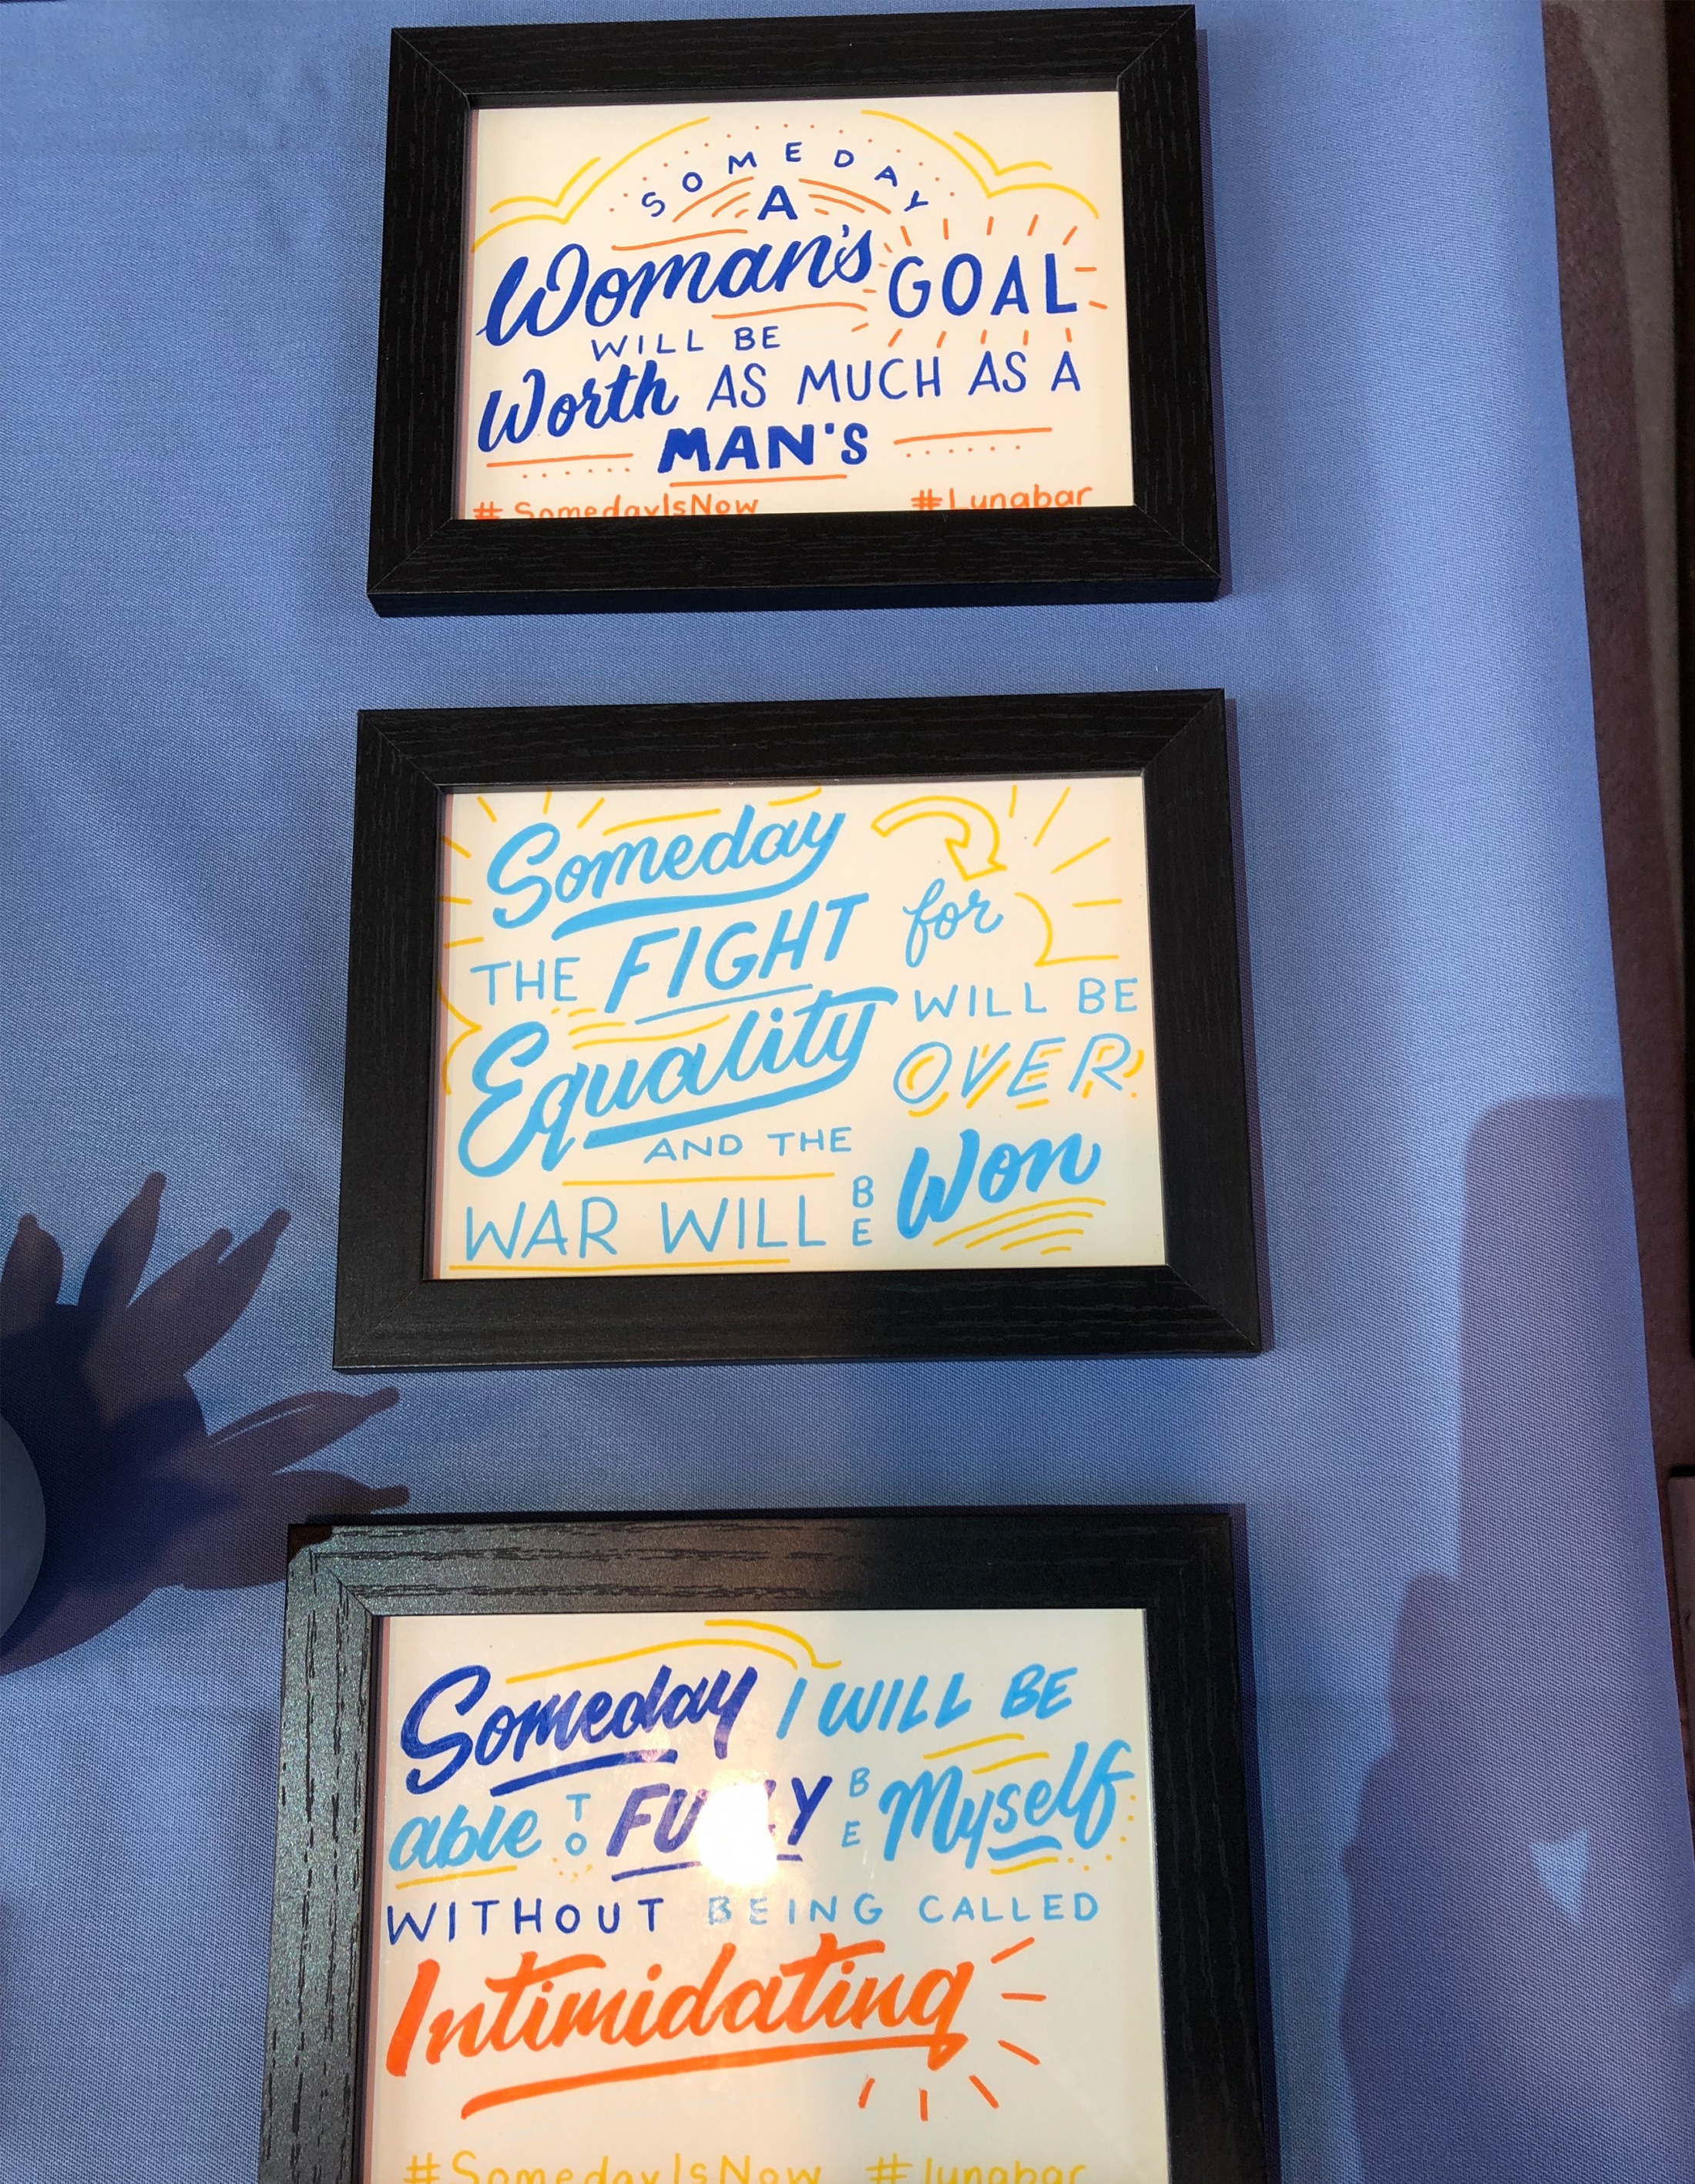 SOMEDAY
A
Woman's GOAL
WILL BE
Worth AS MUCH AS A
MAN'S
#SomedayIsNow #Lunabar
Someday
THE FIGHT for
Equality WILL BE
OVER
AND THE
WAR WILL BE Won
Someday I WILL BE
able TO FULLY BE Myself
WITHOUT BEING CALLED
Intimidating
#SomedayIsNow #lunabar